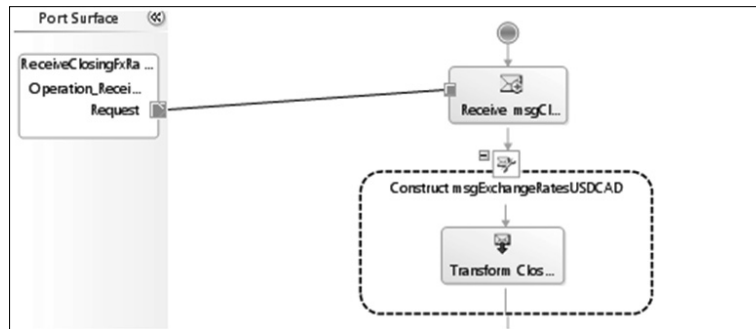 Port Surface
ReceiveClosingFxRa ...
Operation_Recei...
Request
Receive msgCl...
Construct msgExchangeRatesUSDCAD
Transform Clos...